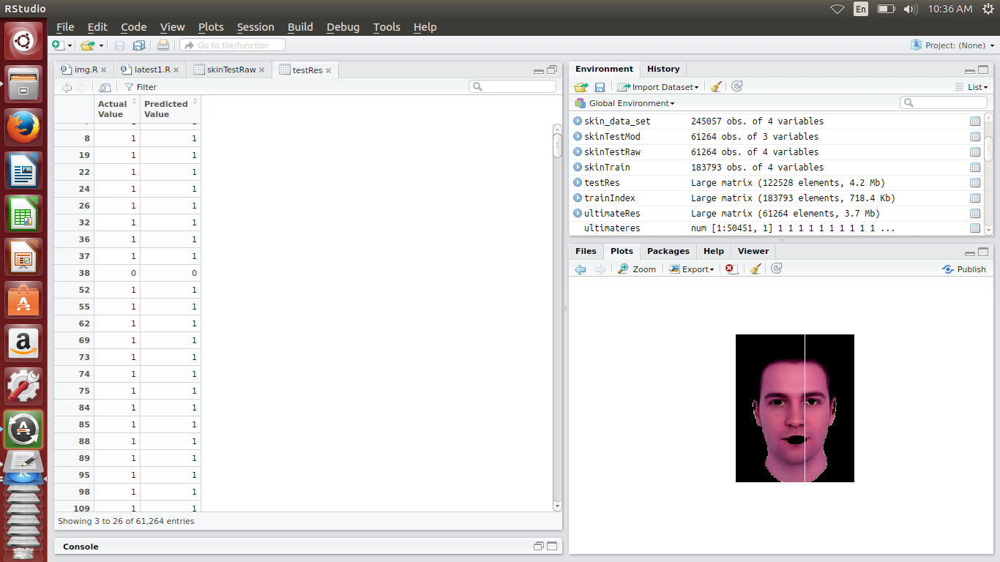 RStudio
En
10:36 AM
File Edit Code View Plots Session Build Debug Tools Help
Go to file/function
Project: (None)
img.R latest1.R skinTestRaw testRes
Filter
Actual Value Predicted Value
8 1 1
19 1 1
22 1 1
24 1 1
26 1 1
32 1 1
36 1 1
37 1 1
38 0 0
52 1 1
55 1 1
62 1 1
69 1 1
73 1 1
74 1 1
75 1 1
84 1 1
85 1 1
88 1 1
89 1 1
95 1 1
98 1 1
109 1 1
Showing 3 to 26 of 61,264 entries
Console
Environment History
Import Dataset List
Global Environment
skin_data_set 245057 obs. of 4 variables
skinTestMod 61264 obs. of 3 variables
skinTestRaw 61264 obs. of 4 variables
skinTrain 183793 obs. of 4 variables
testRes Large matrix (122528 elements, 4.2 Mb)
trainIndex Large matrix (183793 elements, 718.4 Kb)
ultimateRes Large matrix (61264 elements, 3.7 Mb)
ultimateres num [1:50451, 1] 1 1 1 1 1 1 1 1 1 1 ...
Files Plots Packages Help Viewer
Zoom Export Publish